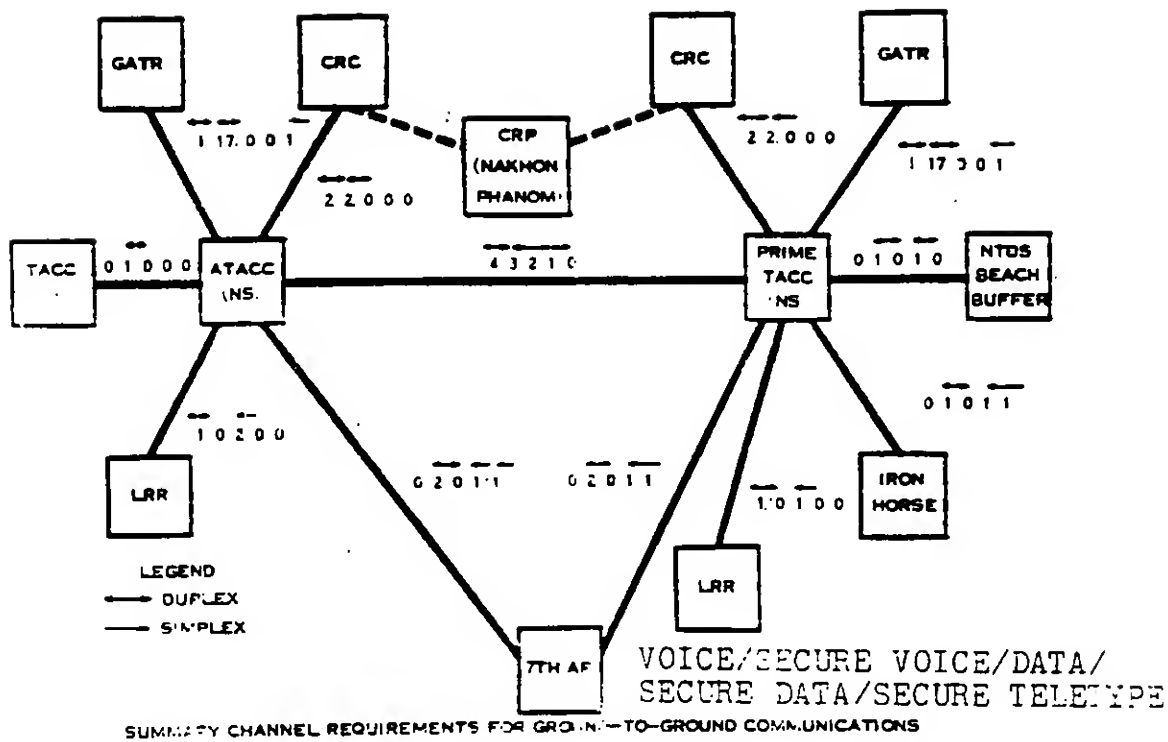 GATR
CRC
CRC
GATR
CRP
(NAKHON
PHANOM)
1 17 0 0 1
2 2 0 0 0
2 2 0 0 0
1 17 0 0 1
TACC
0 1 0 0 0
ATACC
(NS)
4 3 2 1 0
PRIME
TACC
NS
0 1 0 1 0
NTDS
BEACH
BUFFER
1 0 2 0 0
0 1 0 1 1
LRR
0 2 0 1 1
0 2 0 1 1
1 0 1 0 0
IRON
HORSE
LRR
LEGEND
DUPLEX
SIMPLEX
7TH AF
VOICE/SECURE VOICE/DATA/
SECURE DATA/SECURE TELETYPE
SUMMARY CHANNEL REQUIREMENTS FOR GROUND-TO-GROUND COMMUNICATIONS